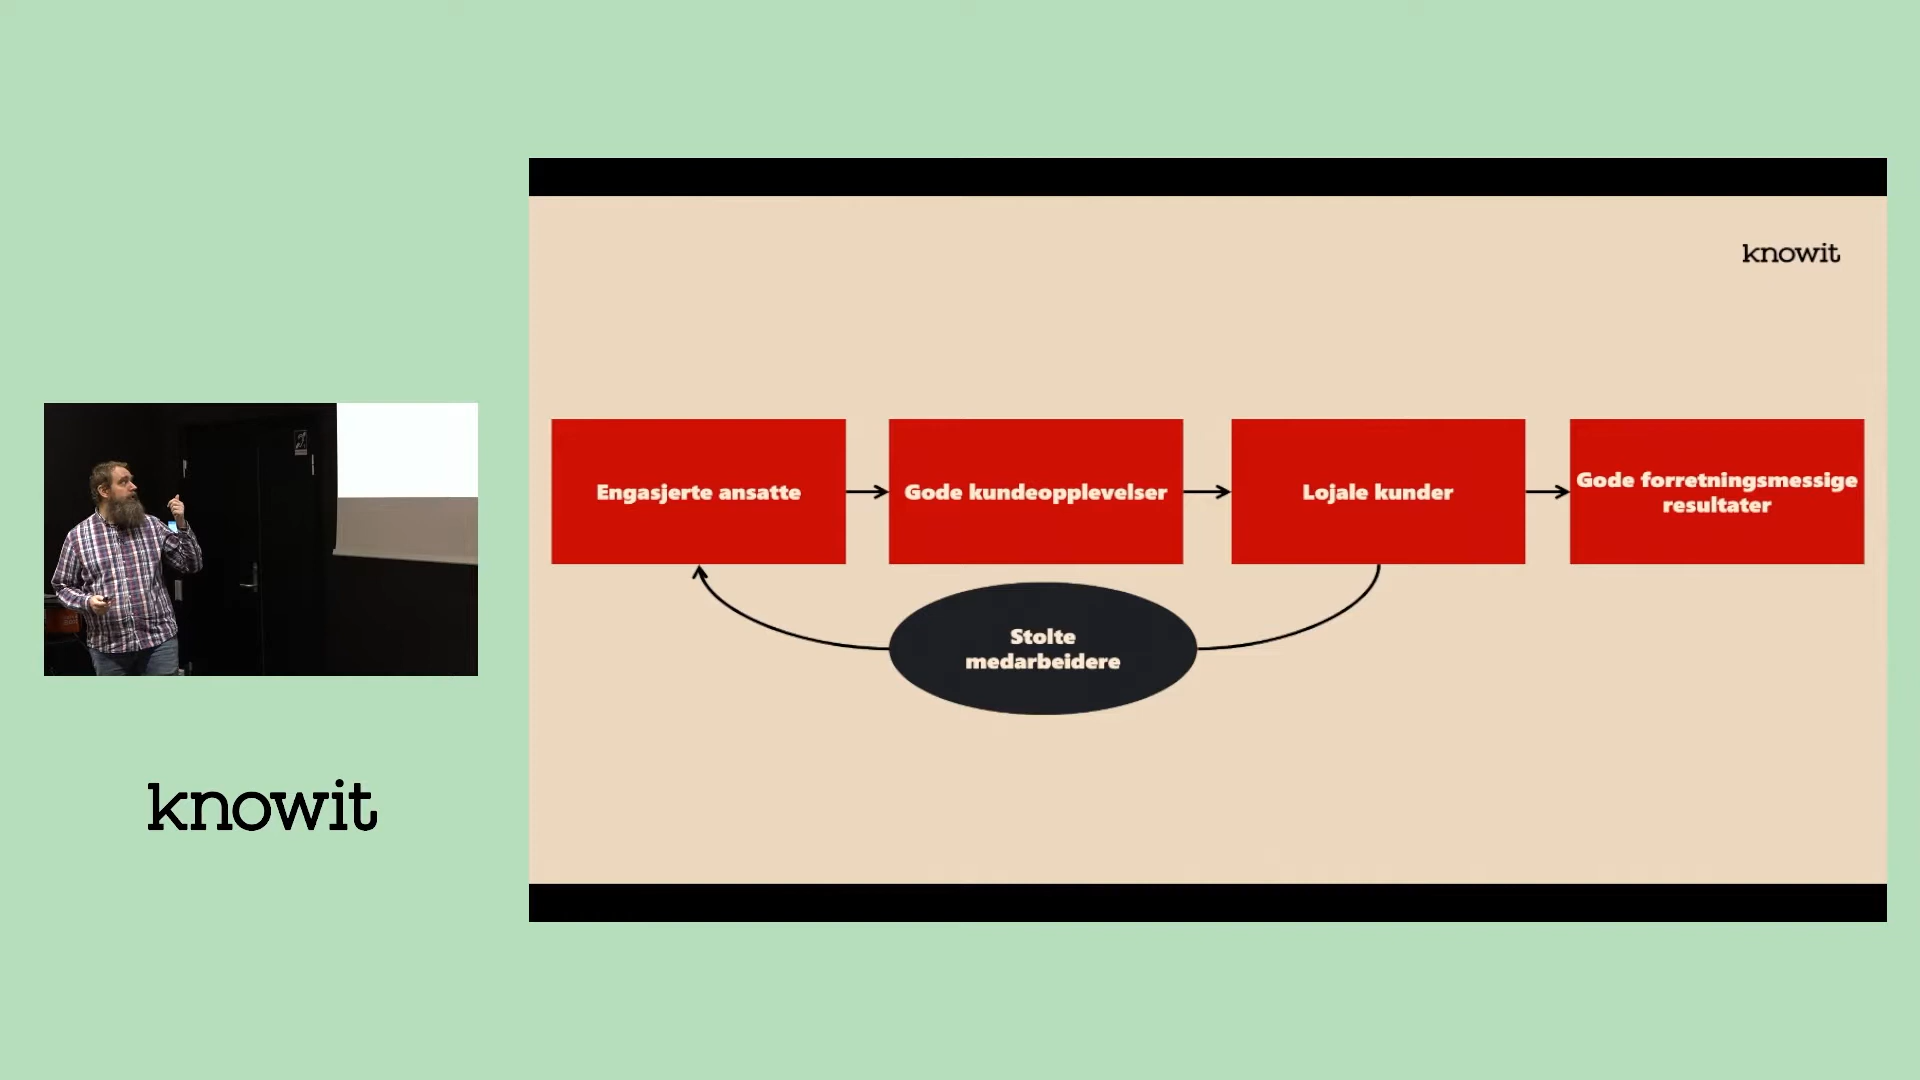 knowit
Engasjerte ansatte
Gode kundeopplevelser
Lojale kunder
Gode forretningsmessige
resultater
Stolte
medarbeidere
knowit